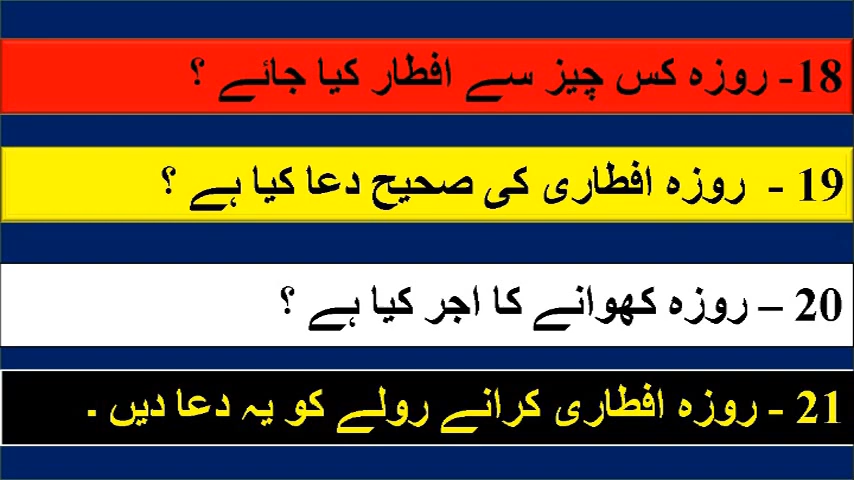 18- روزہ کس چیز سے افطار کیا جائے ؟
19 - روزہ افطاری کی صحیح دعا کیا ہے ؟
20 – روزہ کھوانے کا اجر کیا ہے ؟
21 - روزہ افطاری کرانے رولے کو یہ دعا دیں ۔